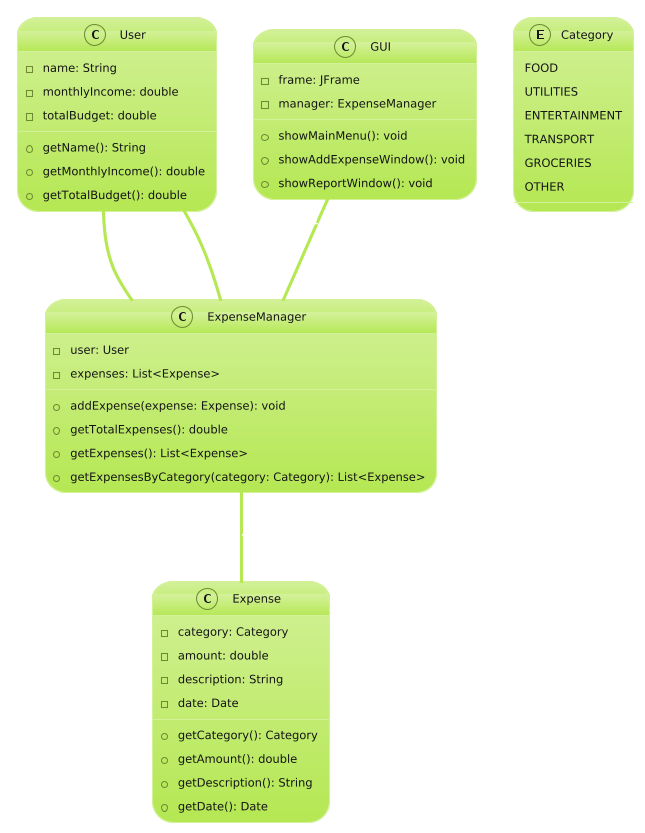 C User
name: String
monthlyIncome: double
totalBudget: double
getName(): String
getMonthlyIncome(): double
getTotalBudget(): double
C GUI
frame: JFrame
manager: ExpenseManager
showMainMenu(): void
showAddExpenseWindow(): void
showReportWindow(): void
E Category
FOOD
UTILITIES
ENTERTAINMENT
TRANSPORT
GROCERIES
OTHER
C ExpenseManager
user: User
expenses: List<Expense>
addExpense(expense: Expense): void
getTotalExpenses(): double
getExpenses(): List<Expense>
getExpensesByCategory(category: Category): List<Expense>
C Expense
category: Category
amount: double
description: String
date: Date
getCategory(): Category
getAmount(): double
getDescription(): String
getDate(): Date